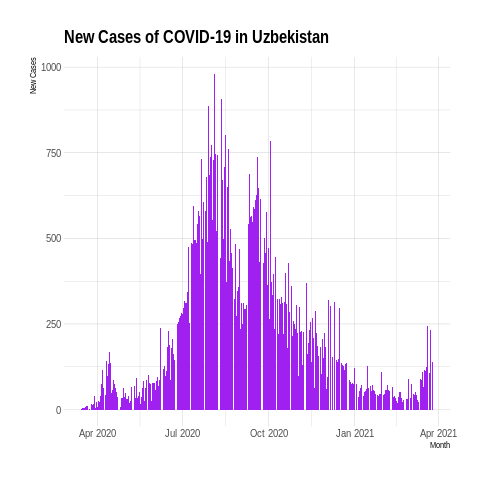 New Cases of COVID-19 in Uzbekistan
New Cases
1000
750
500
250
0
Apr 2020 Jul 2020 Oct 2020 Jan 2021 Apr 2021
Month